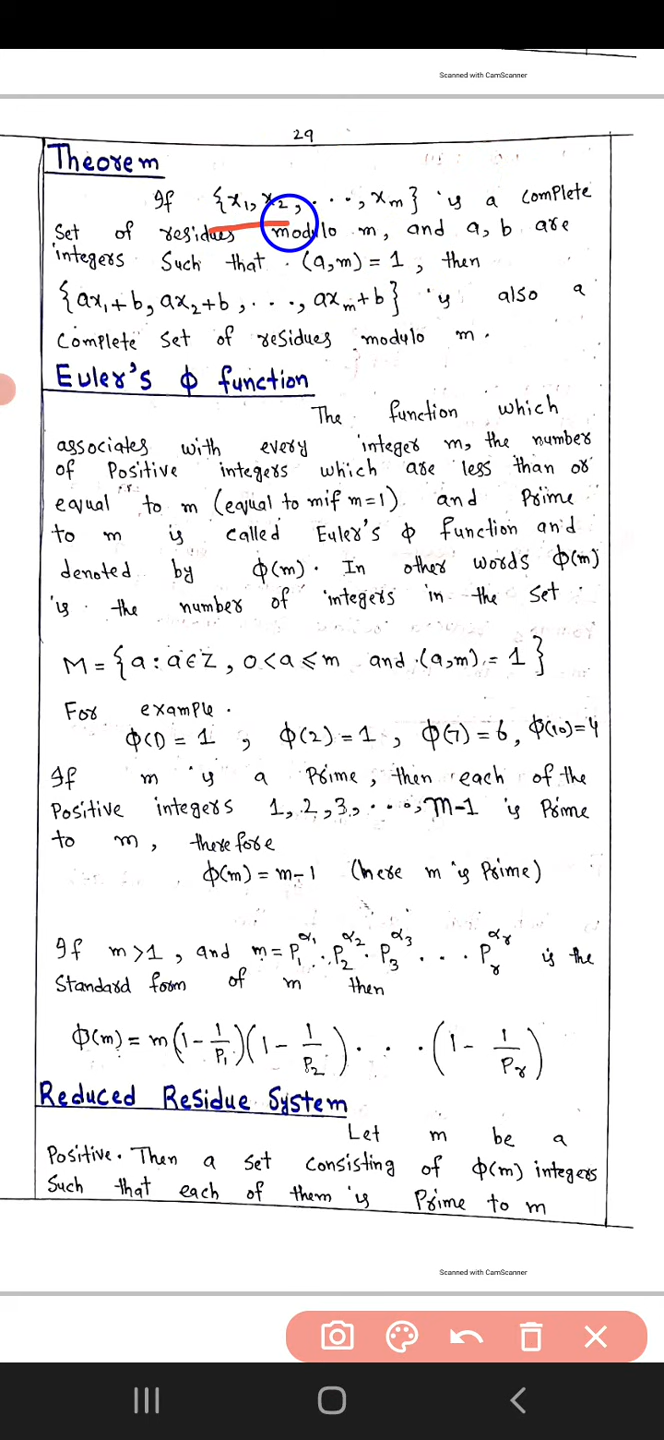 Scanned with CamScanner
29
Theorem
If {x₁, x₂, ..., xₘ} is a complete
Set of residues modulo m, and a, b are
integers Such that (a,m) = 1, then
{ax₁+b, ax₂+b, ..., axₘ+b} is also a
Complete Set of residues modulo m.
Euler's ϕ function
The function which
associates with every integer m, the number
of Positive integers which are less than or
equal to m (equal to m if m=1) and Prime
to m is called Euler's ϕ function and
denoted by ϕ(m). In other words ϕ(m)
is the number of integers in the Set
M = {a : a∈Z, 0<a≤m and (a,m) = 1}
For example.
ϕ(1) = 1, ϕ(2) = 1, ϕ(7) = 6, ϕ(10)=4
If m is a Prime, then each of the
Positive integers 1, 2, 3, ..., m-1 is Prime
to m, therefore
ϕ(m) = m-1 (here m is Prime)
If m>1, and m = P₁^α₁ · P₂^α₂ · P₃^α₃ ... Pᵣ^αᵣ is the
Standard form of m then
ϕ(m) = m(1 - 1/P₁)(1 - 1/P₂) ... (1 - 1/Pᵣ)
Reduced Residue System
Let m be a
Positive. Then a set consisting of ϕ(m) integers
Such that each of them is Prime to m
Scanned with CamScanner